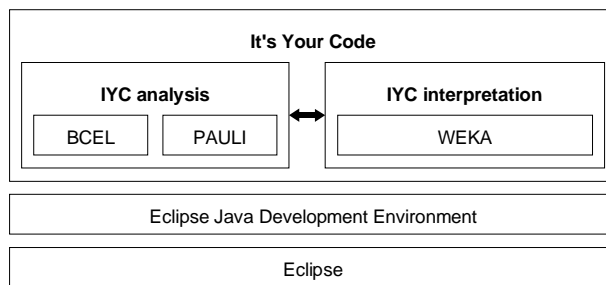 It's Your Code
IYC analysis
IYC interpretation
BCEL
PAULI
WEKA
Eclipse Java Development Environment
Eclipse